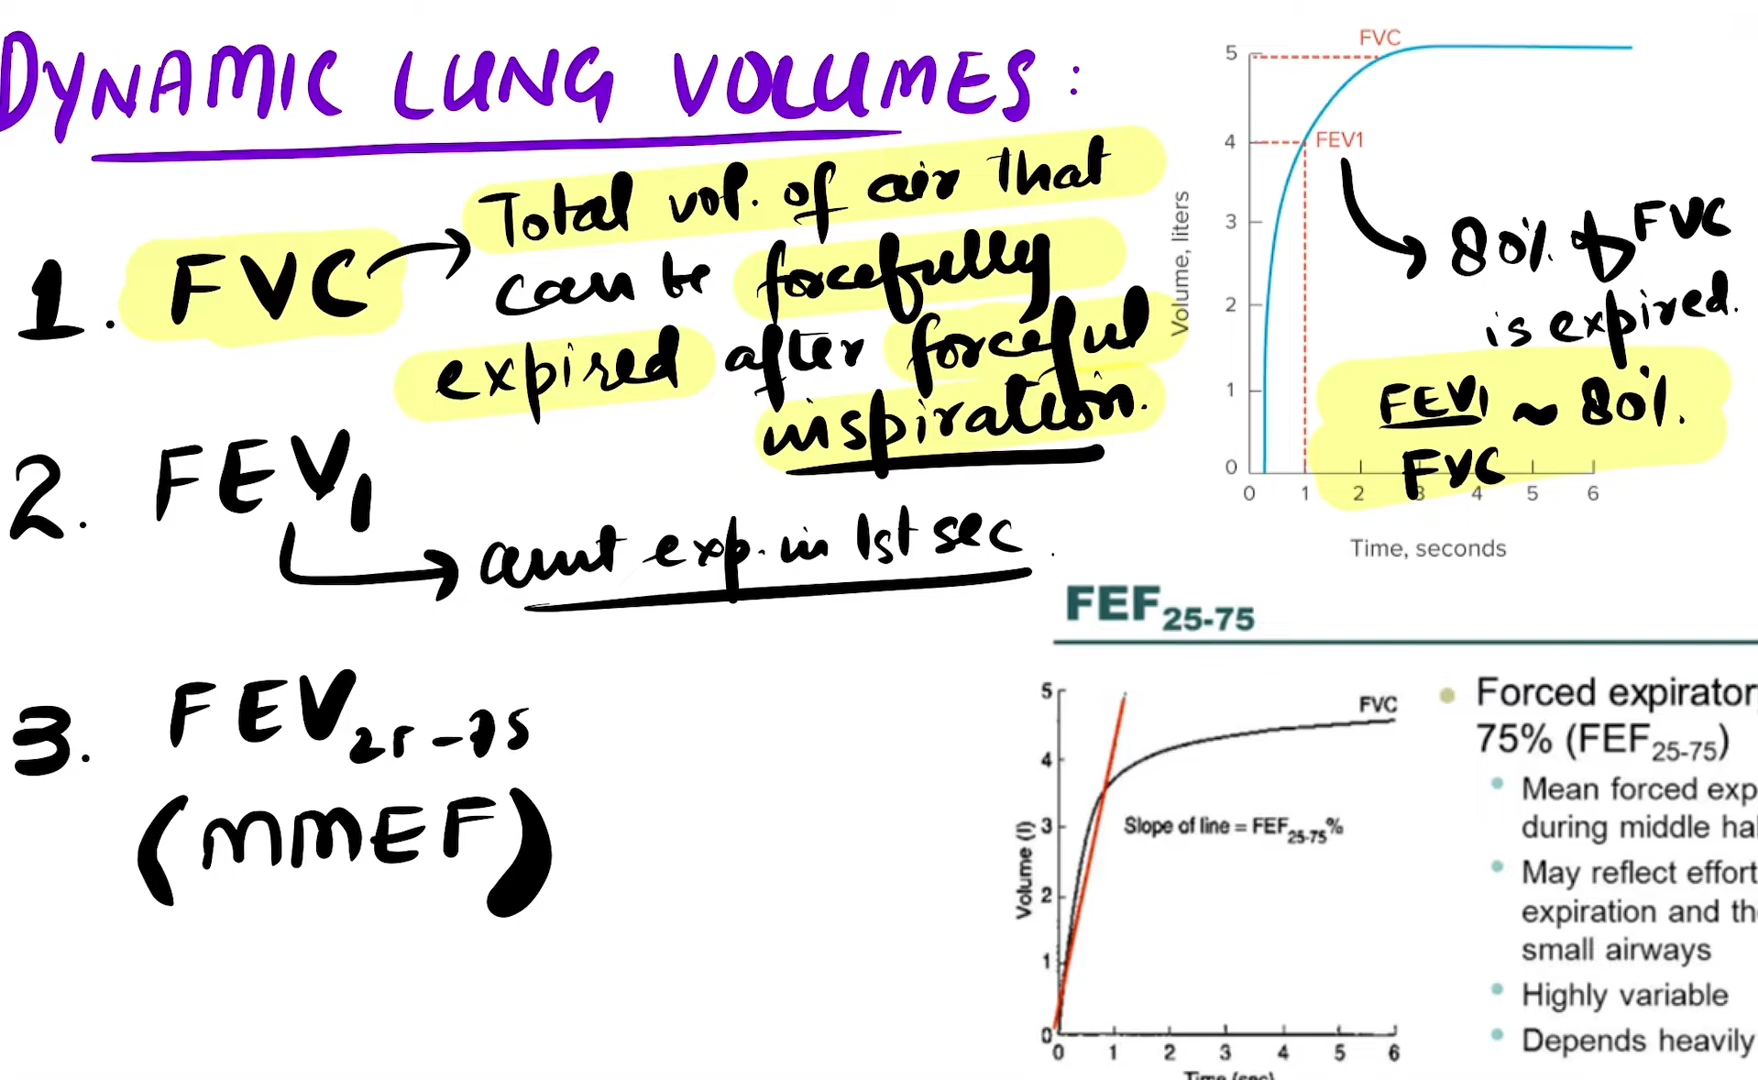 DYNAMIC LUNG VOLUMES:
1. FVC → Total vol. of air that
can be forcefully
expired after forceful
inspiration.
2. FEV1
→ amt exp. in 1st sec.
3. FEV25-75
(MMEF)
FVC
FEV1
5
4
3
2
1
0
Volume, liters
0 1 2 3 4 5 6
Time, seconds
80% of FVC
is expired.
FEV1 ~ 80%.
FVC
FEF25-75
5
4
3
2
1
0
Volume (l)
FVC
Slope of line = FEF25-75%
0 1 2 3 4 5 6
Time (sec)
Forced expirator
75% (FEF25-75)
Mean forced exp
during middle ha
May reflect effort
expiration and th
small airways
Highly variable
Depends heavily